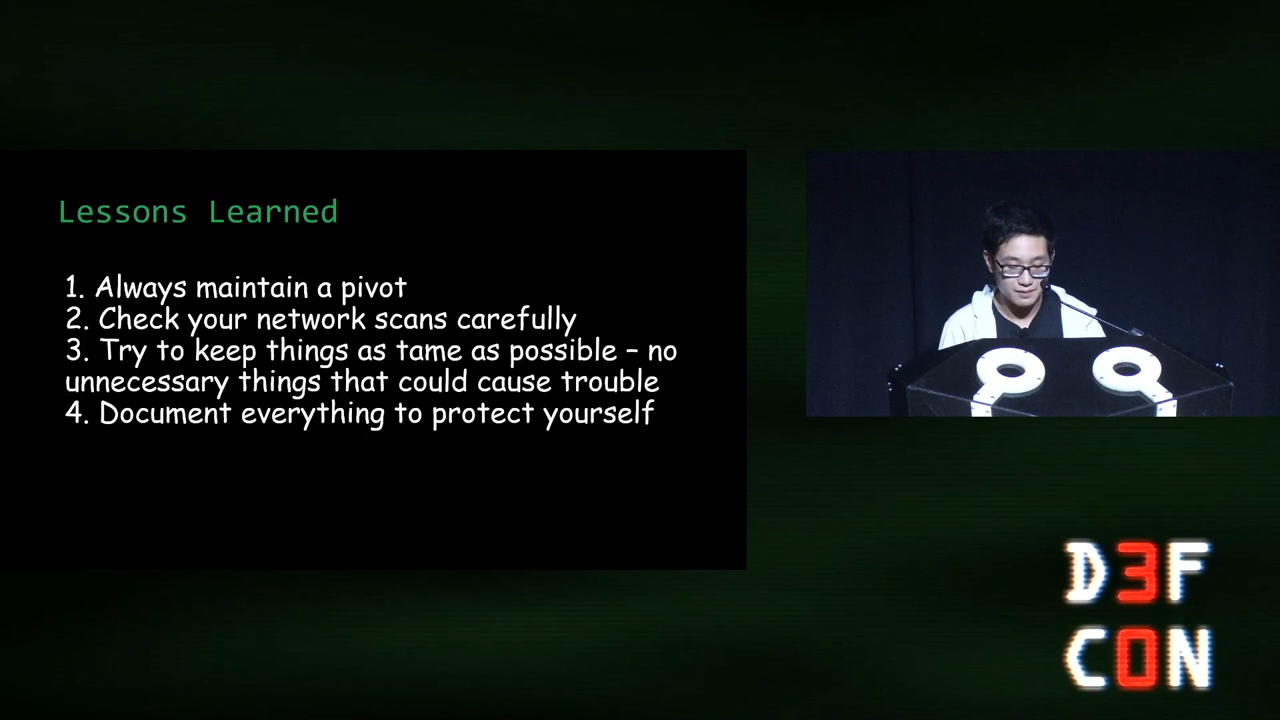 Lessons Learned
1. Always maintain a pivot
2. Check your network scans carefully
3. Try to keep things as tame as possible – no
unnecessary things that could cause trouble
4. Document everything to protect yourself
D3F
C0N